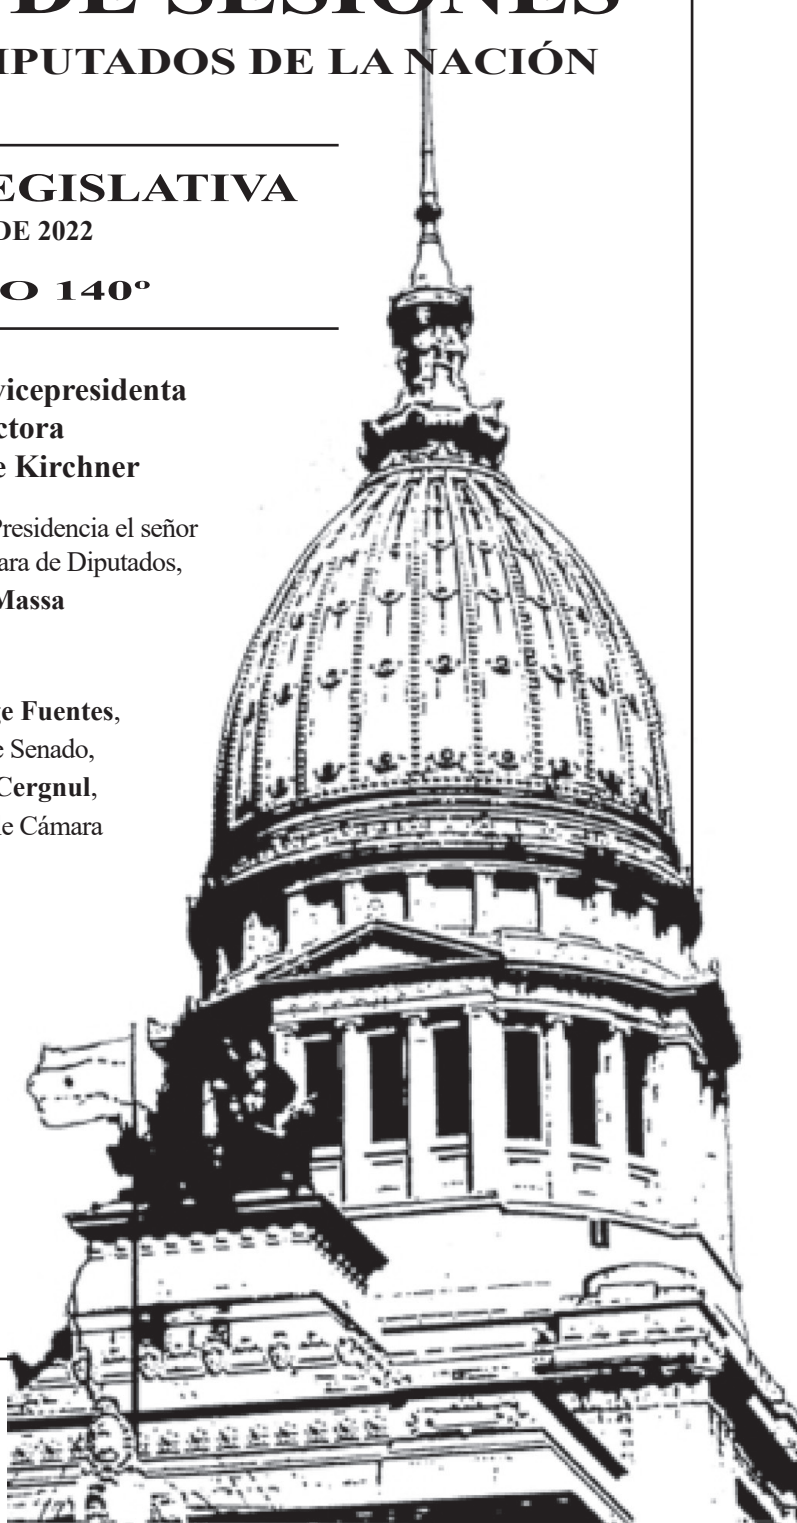 DE SESIONES
IPUTADOS DE LA NACIÓN
EGISLATIVA
DE 2022
O 140º
vicepresidenta
ctora
e Kirchner
Presidencia el señor
ara de Diputados,
Massa
ge Fuentes,
e Senado,
Cergnul,
e Cámara